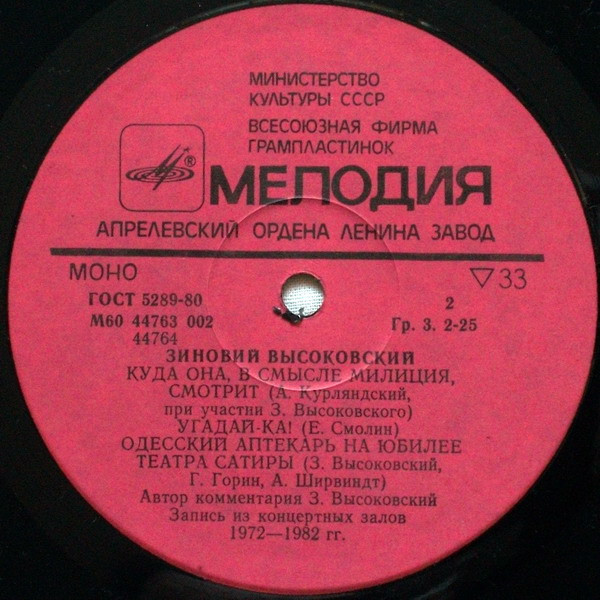 МИНИСТЕРСТВО
КУЛЬТУРЫ СССР
ВСЕСОЮЗНАЯ ФИРМА
ГРАМПЛАСТИНОК
®
МЕЛОДИЯ
АПРЕЛЕВСКИЙ ОРДЕНА ЛЕНИНА ЗАВОД
МОНО ▽33
ГОСТ 5289-80 2
М60 44763 002 Гр. 3. 2-25
44764
ЗИНОВИЙ ВЫСОКОВСКИЙ
КУДА ОНА, В СМЫСЛЕ МИЛИЦИЯ,
СМОТРИТ (А. Курляндский,
при участии З. Высоковского)
УГАДАЙ-КА! (Е. Смолин)
ОДЕССКИЙ АПТЕКАРЬ НА ЮБИЛЕЕ
ТЕАТРА САТИРЫ (З. Высоковский,
Г. Горин, А. Ширвиндт)
Автор комментария З. Высоковский
Запись из концертных залов
1972—1982 гг.